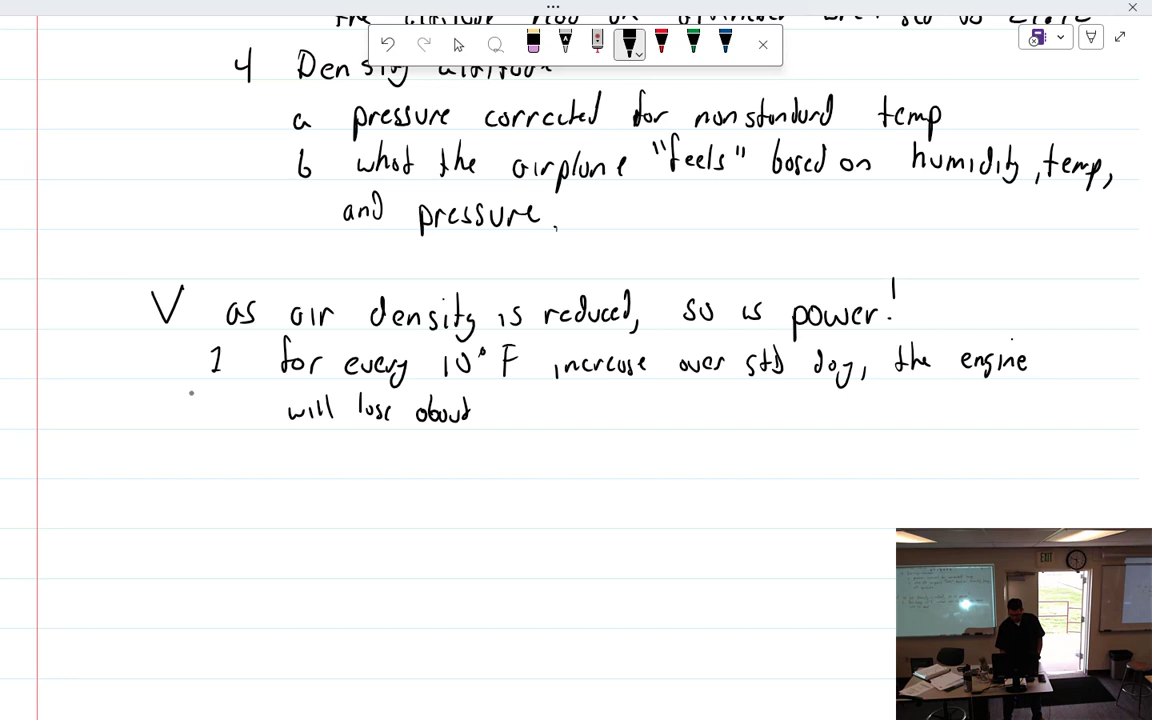 4 Density altitude
a pressure corrected for nonstandard temp
b what the airplane "feels" based on humidity, temp,
and pressure.
V as air density is reduced, so is power!
1 for every 10° F increase over std day, the engine
will lose about
EXIT